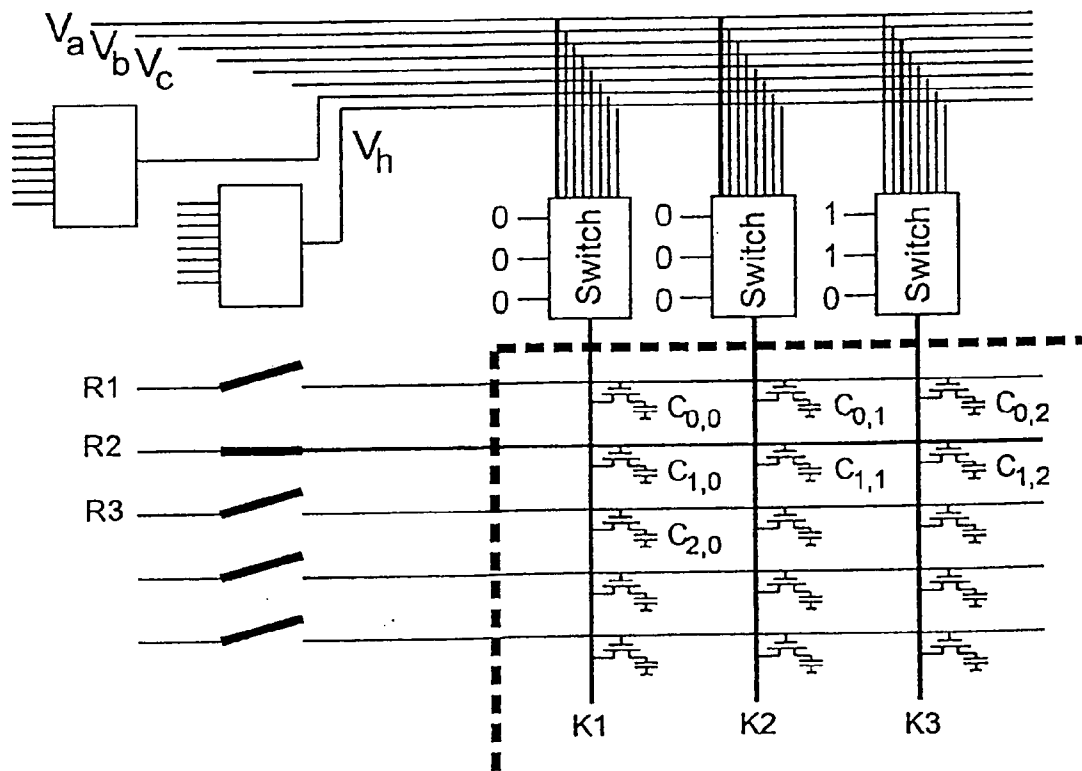 Va Vb Vc
Vh
0 0 0 Switch
0 0 0 Switch
1 1 0 Switch
R1
C0,0 C0,1 C0,2
R2
C1,0 C1,1 C1,2
R3
C2,0
K1 K2 K3